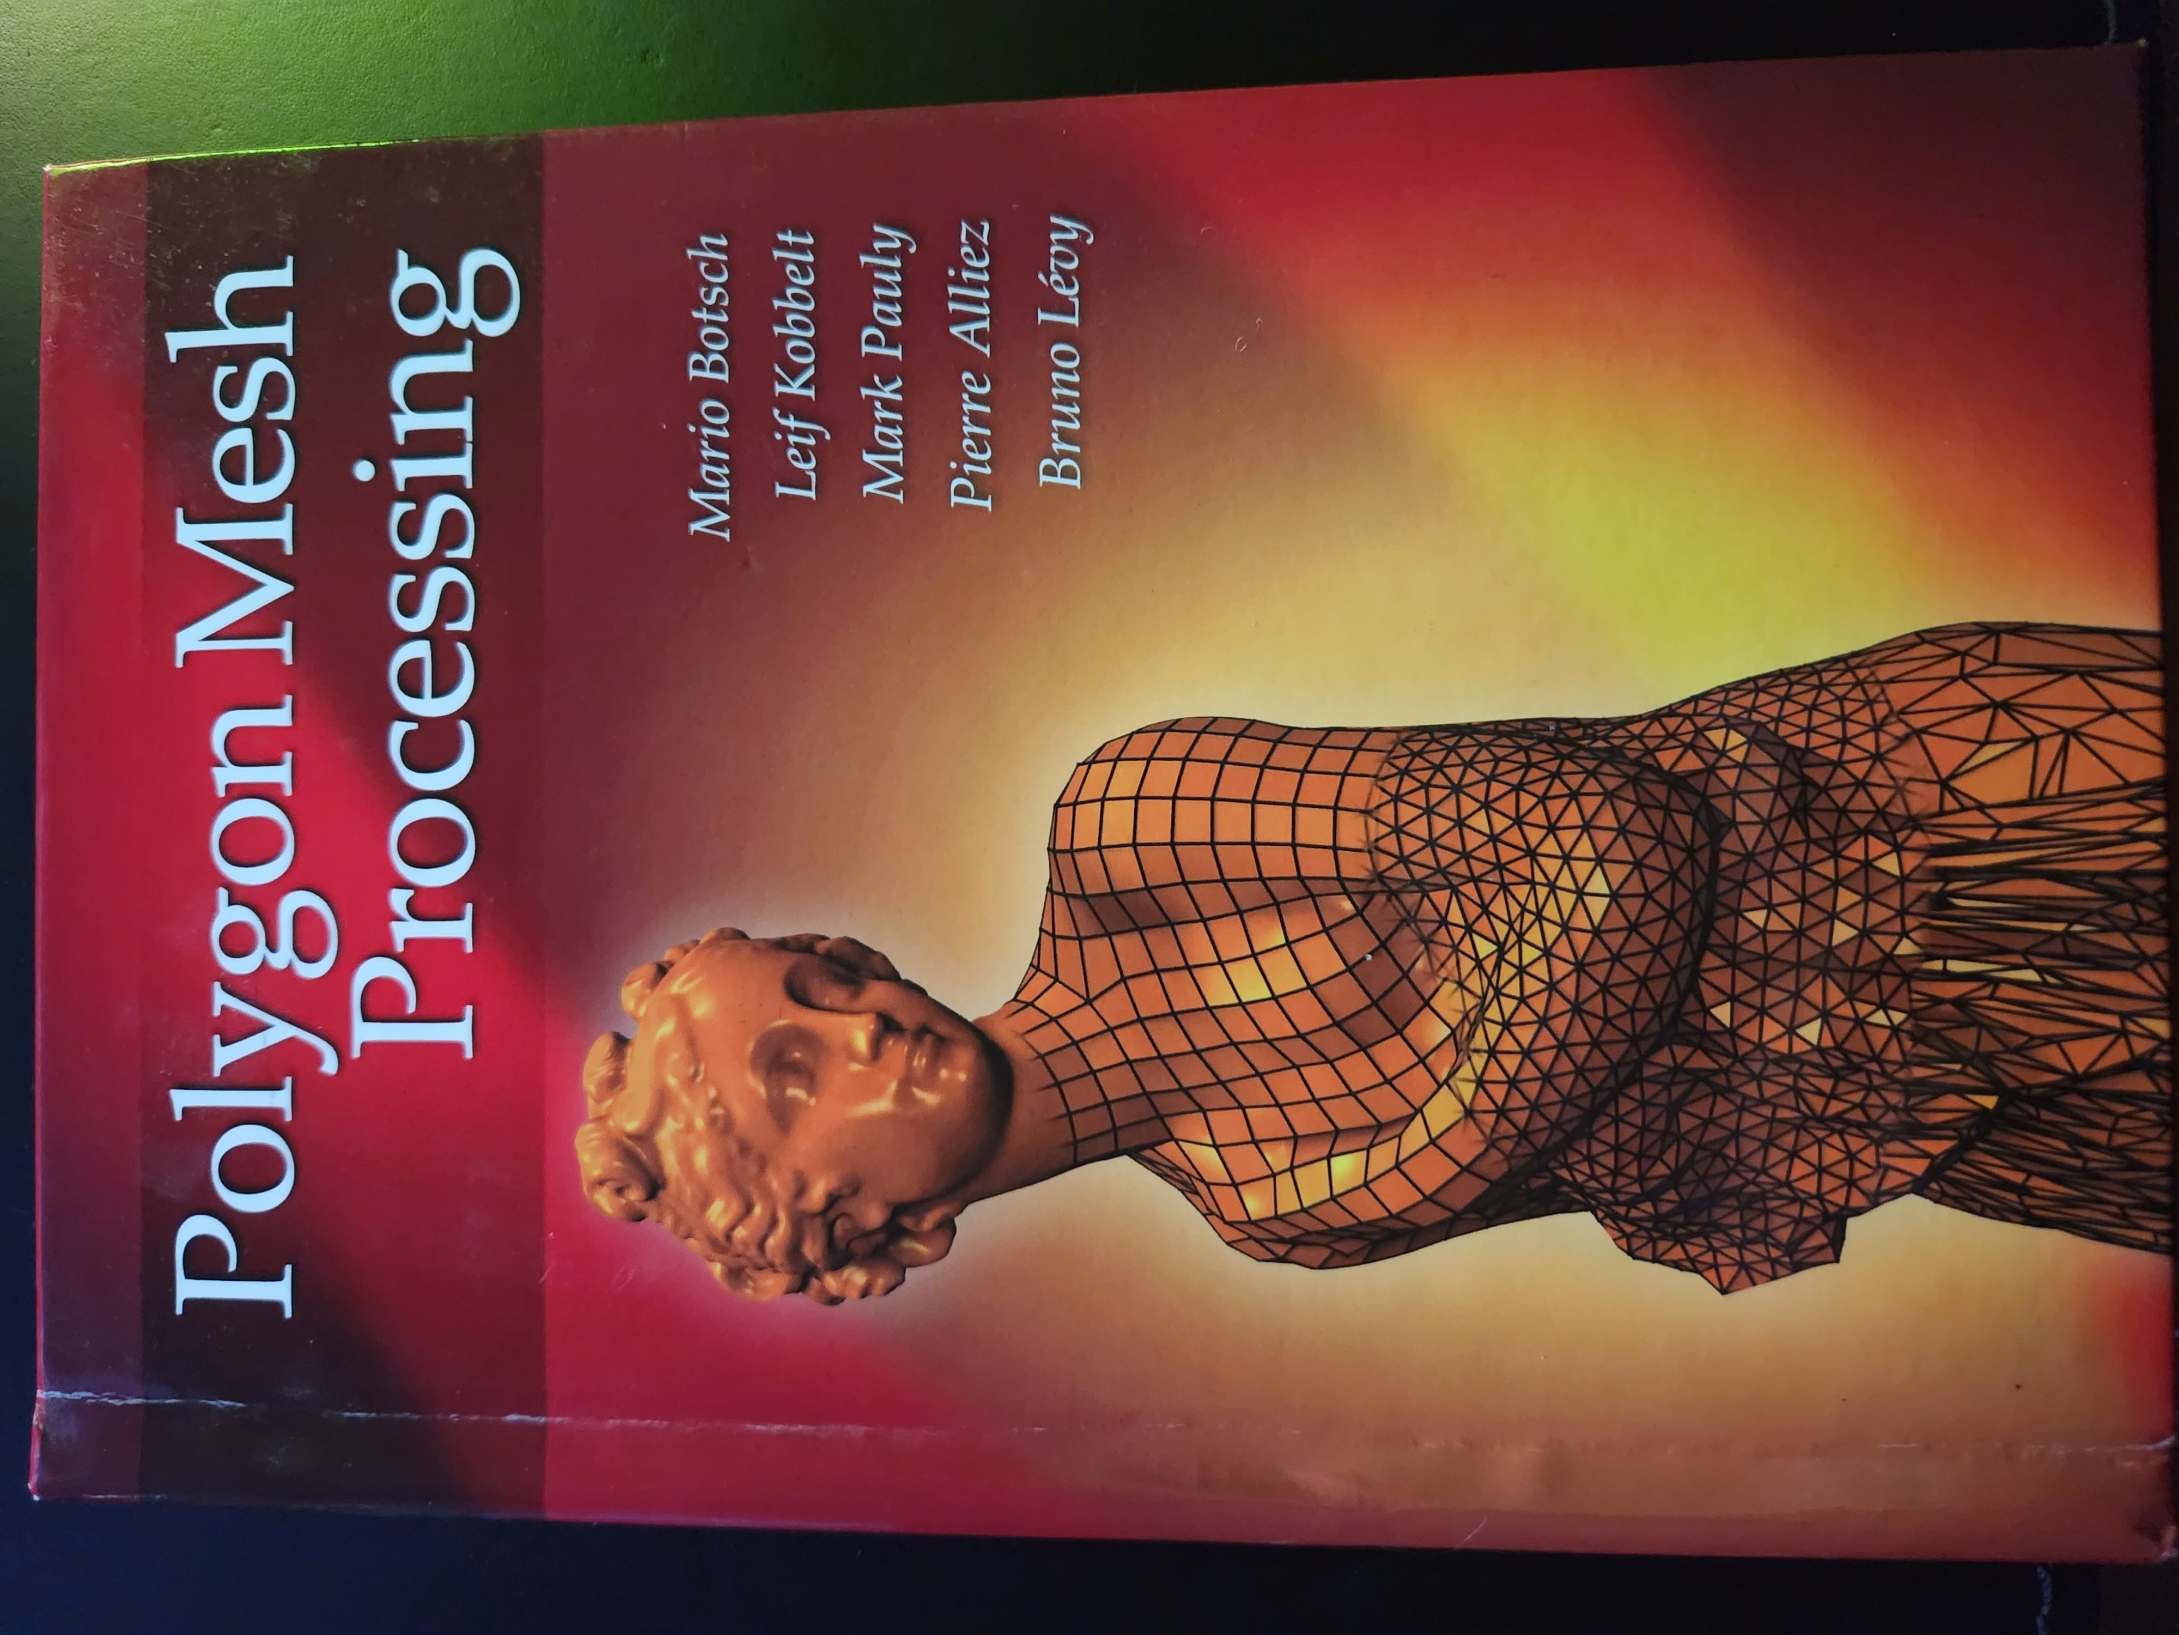 Polygon Mesh
Processing
Mario Botsch
Leif Kobbelt
Mark Pauly
Pierre Alliez
Bruno Lévy